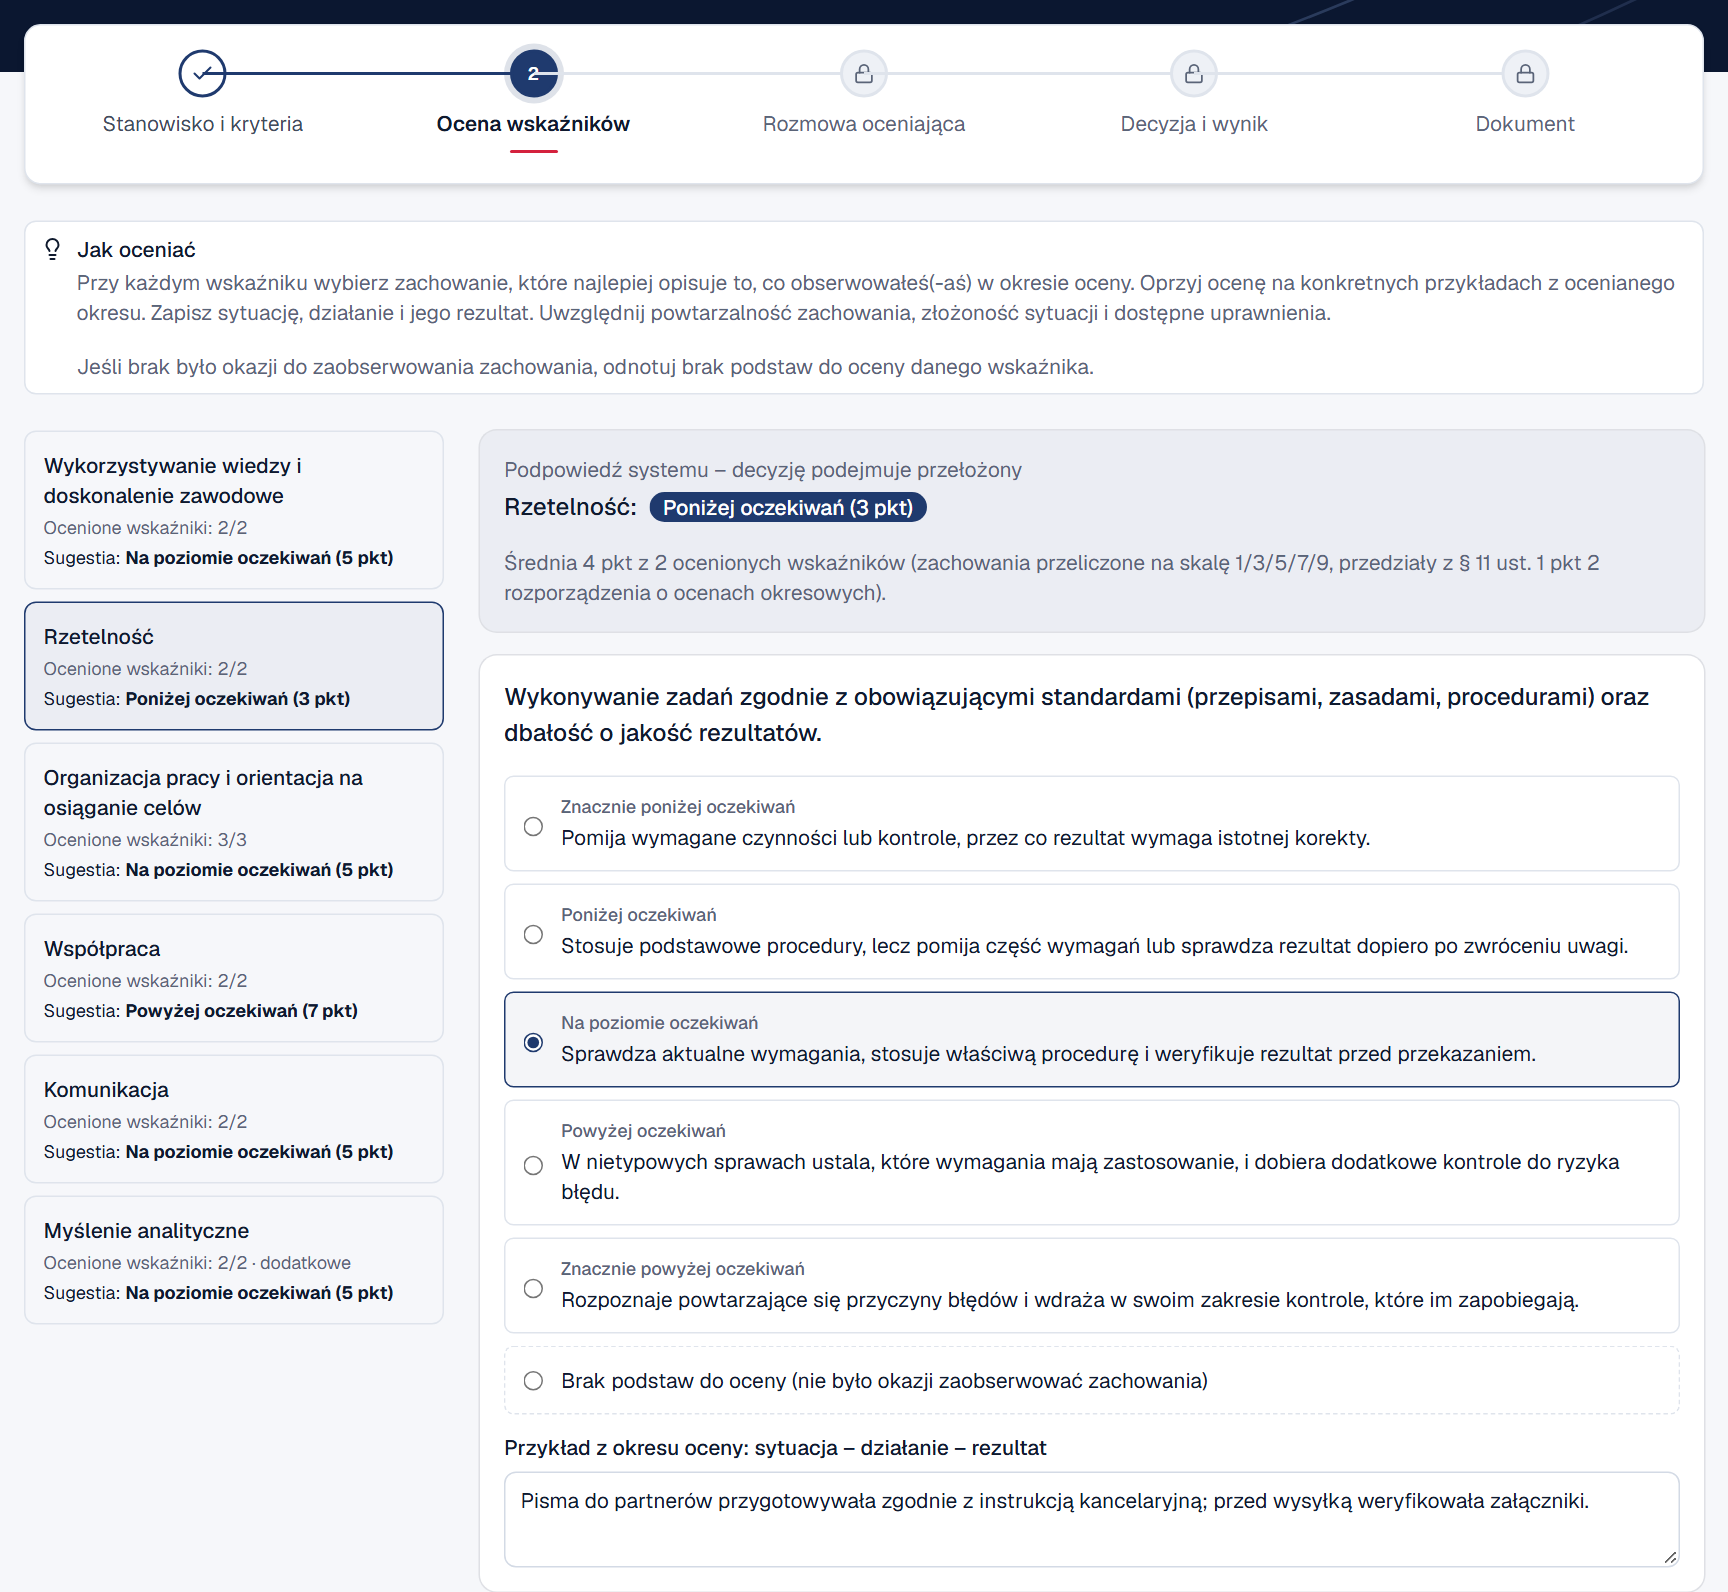 2
Stanowisko i kryteria
Ocena wskaźników
Rozmowa oceniająca
Decyzja i wynik
Dokument
Jak oceniać
Przy każdym wskaźniku wybierz zachowanie, które najlepiej opisuje to, co obserwowałeś(-aś) w okresie oceny. Oprzyj ocenę na konkretnych przykładach z ocenianego
okresu. Zapisz sytuację, działanie i jego rezultat. Uwzględnij powtarzalność zachowania, złożoność sytuacji i dostępne uprawnienia.
Jeśli brak było okazji do zaobserwowania zachowania, odnotuj brak podstaw do oceny danego wskaźnika.
Wykorzystywanie wiedzy i
doskonalenie zawodowe
Ocenione wskaźniki: 2/2
Sugestia: Na poziomie oczekiwań (5 pkt)
Rzetelność
Ocenione wskaźniki: 2/2
Sugestia: Poniżej oczekiwań (3 pkt)
Organizacja pracy i orientacja na
osiąganie celów
Ocenione wskaźniki: 3/3
Sugestia: Na poziomie oczekiwań (5 pkt)
Współpraca
Ocenione wskaźniki: 2/2
Sugestia: Powyżej oczekiwań (7 pkt)
Komunikacja
Ocenione wskaźniki: 2/2
Sugestia: Na poziomie oczekiwań (5 pkt)
Myślenie analityczne
Ocenione wskaźniki: 2/2 · dodatkowe
Sugestia: Na poziomie oczekiwań (5 pkt)
Podpowiedź systemu – decyzję podejmuje przełożony
Rzetelność: Poniżej oczekiwań (3 pkt)
Średnia 4 pkt z 2 ocenionych wskaźników (zachowania przeliczone na skalę 1/3/5/7/9, przedziały z § 11 ust. 1 pkt 2
rozporządzenia o ocenach okresowych).
Wykonywanie zadań zgodnie z obowiązującymi standardami (przepisami, zasadami, procedurami) oraz
dbałość o jakość rezultatów.
Znacznie poniżej oczekiwań
Pomija wymagane czynności lub kontrole, przez co rezultat wymaga istotnej korekty.
Poniżej oczekiwań
Stosuje podstawowe procedury, lecz pomija część wymagań lub sprawdza rezultat dopiero po zwróceniu uwagi.
Na poziomie oczekiwań
Sprawdza aktualne wymagania, stosuje właściwą procedurę i weryfikuje rezultat przed przekazaniem.
Powyżej oczekiwań
W nietypowych sprawach ustala, które wymagania mają zastosowanie, i dobiera dodatkowe kontrole do ryzyka
błędu.
Znacznie powyżej oczekiwań
Rozpoznaje powtarzające się przyczyny błędów i wdraża w swoim zakresie kontrole, które im zapobiegają.
Brak podstaw do oceny (nie było okazji zaobserwować zachowania)
Przykład z okresu oceny: sytuacja – działanie – rezultat
Pisma do partnerów przygotowywała zgodnie z instrukcją kancelaryjną; przed wysyłką weryfikowała załączniki.